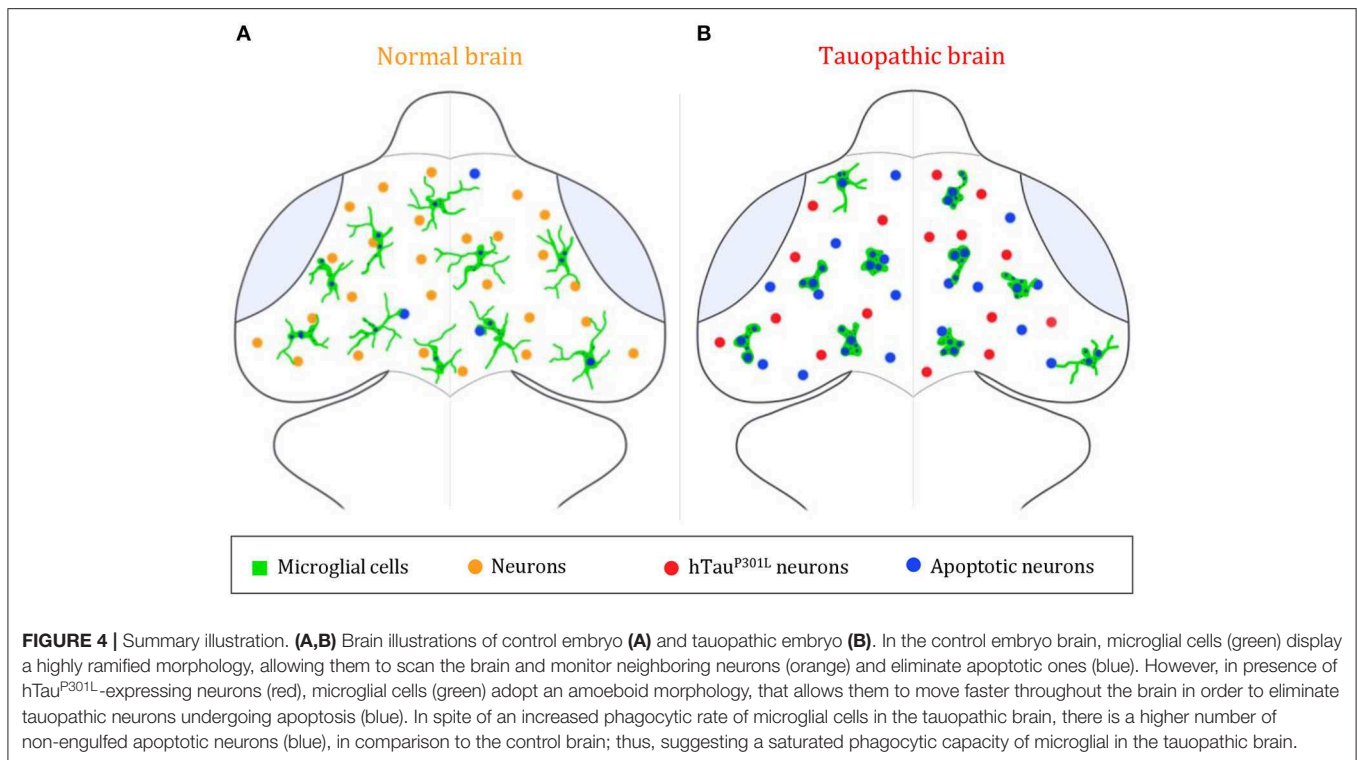 A
B
Normal brain
Tauopathic brain
Microglial cells
Neurons
hTauP301L neurons
Apoptotic neurons
FIGURE 4 | Summary illustration. (A,B) Brain illustrations of control embryo (A) and tauopathic embryo (B). In the control embryo brain, microglial cells (green) display
a highly ramified morphology, allowing them to scan the brain and monitor neighboring neurons (orange) and eliminate apoptotic ones (blue). However, in presence of
hTauP301L-expressing neurons (red), microglial cells (green) adopt an amoeboid morphology, that allows them to move faster throughout the brain in order to eliminate
tauopathic neurons undergoing apoptosis (blue). In spite of an increased phagocytic rate of microglial cells in the tauopathic brain, there is a higher number of
non-engulfed apoptotic neurons (blue), in comparison to the control brain; thus, suggesting a saturated phagocytic capacity of microglial in the tauopathic brain.